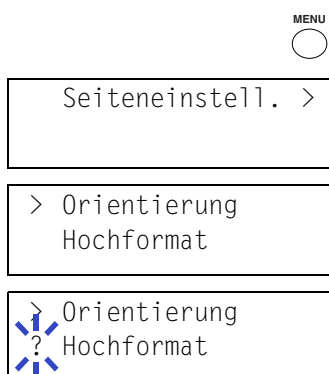 MENU
Seiteneinstell. >
> Orientierung
Hochformat
> Orientierung
? Hochformat